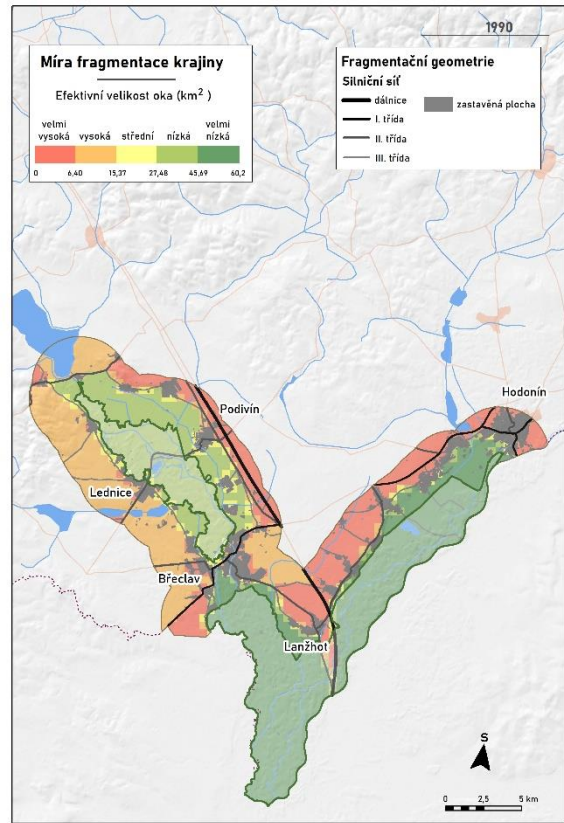 1990
Míra fragmentace krajiny
Efektivní velikost oka (km²)
velmi vysoká
vysoká
střední
nízká
velmi nízká
0 6,40 15,37 27,48 45,69 60,2
Fragmentační geometrie
Silniční síť
dálnice
I. třída
II. třída
III. třída
zastavěná plocha
Hodonín
Podivín
Lednice
Břeclav
Lanžhot
S
0 2,5 5 km